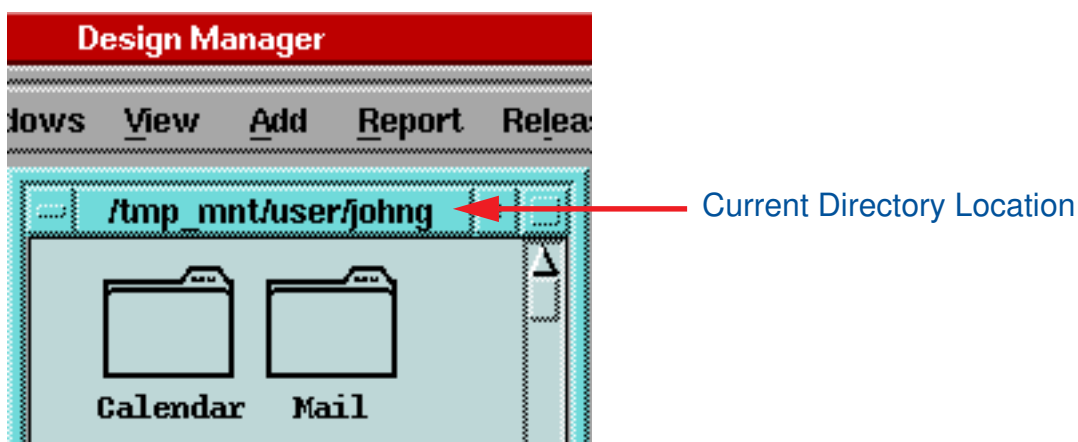 Design Manager
dows View Add Report Relea
/tmp_mnt/user/johng
Current Directory Location
Calendar Mail